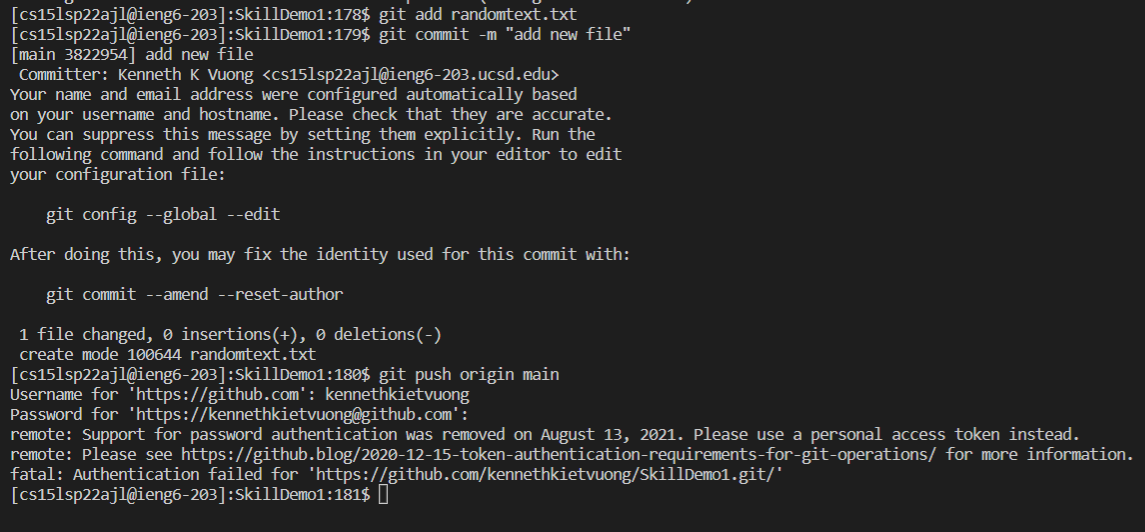 [cs15lsp22ajl@ieng6-203]:SkillDemo1:178$ git add randomtext.txt
[cs15lsp22ajl@ieng6-203]:SkillDemo1:179$ git commit -m "add new file"
[main 3822954] add new file
 Committer: Kenneth K Vuong <cs15lsp22ajl@ieng6-203.ucsd.edu>
Your name and email address were configured automatically based
on your username and hostname. Please check that they are accurate.
You can suppress this message by setting them explicitly. Run the
following command and follow the instructions in your editor to edit
your configuration file:

    git config --global --edit

After doing this, you may fix the identity used for this commit with:

    git commit --amend --reset-author

 1 file changed, 0 insertions(+), 0 deletions(-)
 create mode 100644 randomtext.txt
[cs15lsp22ajl@ieng6-203]:SkillDemo1:180$ git push origin main
Username for 'https://github.com': kennethkietvuong
Password for 'https://kennethkietvuong@github.com':
remote: Support for password authentication was removed on August 13, 2021. Please use a personal access token instead.
remote: Please see https://github.blog/2020-12-15-token-authentication-requirements-for-git-operations/ for more information.
fatal: Authentication failed for 'https://github.com/kennethkietvuong/SkillDemo1.git/'
[cs15lsp22ajl@ieng6-203]:SkillDemo1:181$